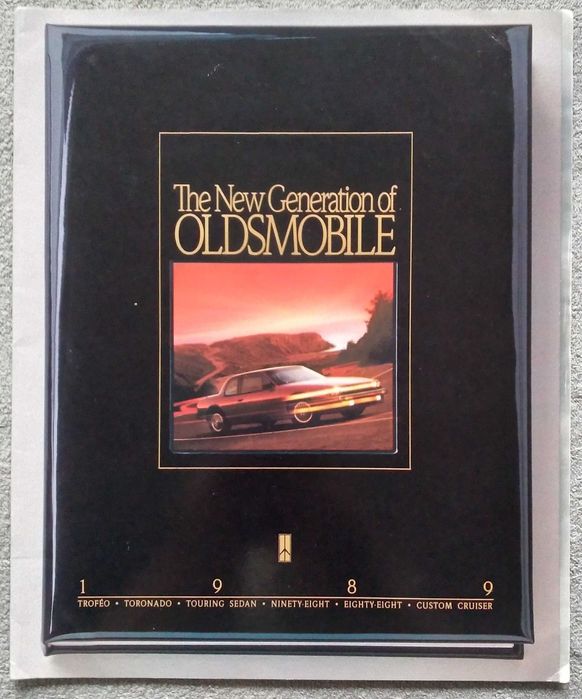 The New Generation of
OLDSMOBILE
1 9 8 9
TROFÉO • TORONADO • TOURING SEDAN • NINETY-EIGHT • EIGHTY-EIGHT • CUSTOM CRUISER